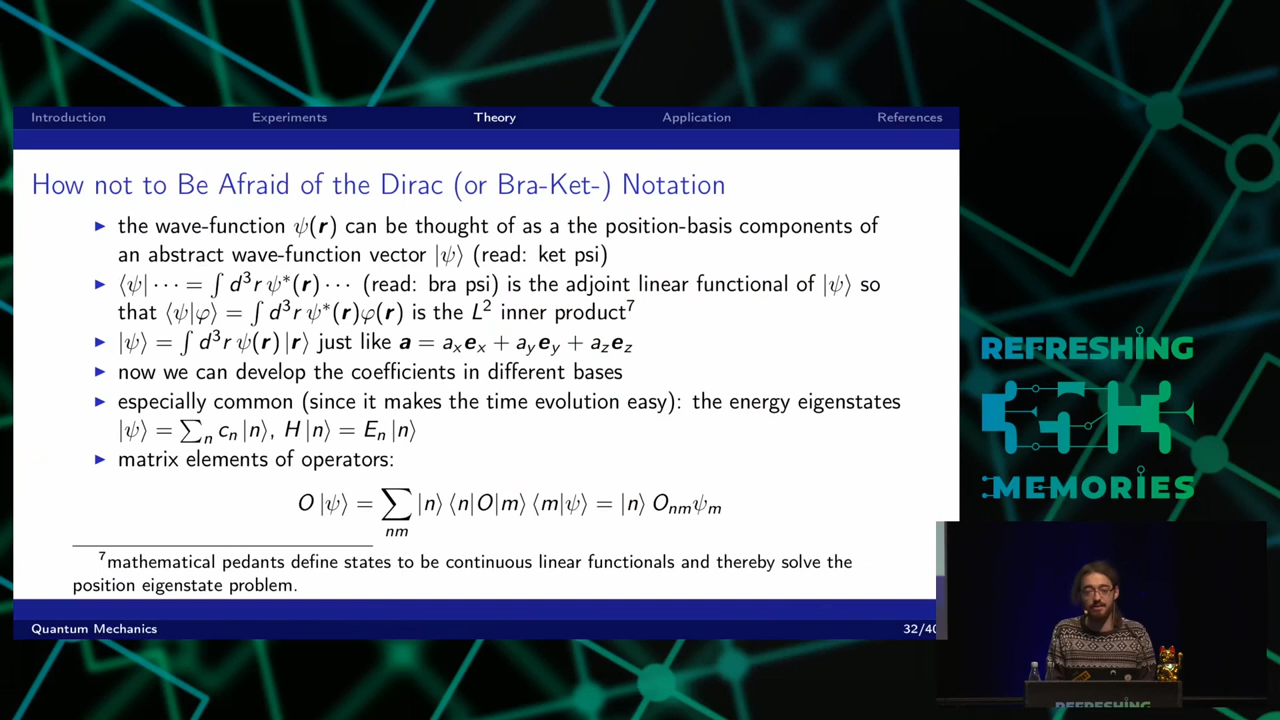 Introduction Experiments Theory Application References
How not to Be Afraid of the Dirac (or Bra-Ket-) Notation
▶ the wave-function ψ(r) can be thought of as a the position-basis components of
an abstract wave-function vector |ψ⟩ (read: ket psi)
▶ ⟨ψ| ··· = ∫ d³r ψ*(r) ··· (read: bra psi) is the adjoint linear functional of |ψ⟩ so
that ⟨ψ|φ⟩ = ∫ d³r ψ*(r)φ(r) is the L² inner product⁷
▶ |ψ⟩ = ∫ d³r ψ(r) |r⟩ just like a = aₓeₓ + a_y e_y + a_z e_z
▶ now we can develop the coefficients in different bases
▶ especially common (since it makes the time evolution easy): the energy eigenstates
|ψ⟩ = ∑ₙ cₙ |n⟩, H |n⟩ = Eₙ |n⟩
▶ matrix elements of operators:
O |ψ⟩ = ∑ |n⟩ ⟨n|O|m⟩ ⟨m|ψ⟩ = |n⟩ Oₙₘψₘ
nm
⁷mathematical pedants define states to be continuous linear functionals and thereby solve the
position eigenstate problem.
Quantum Mechanics 32/40
REFRESHING
MEMORIES
REFRESHING